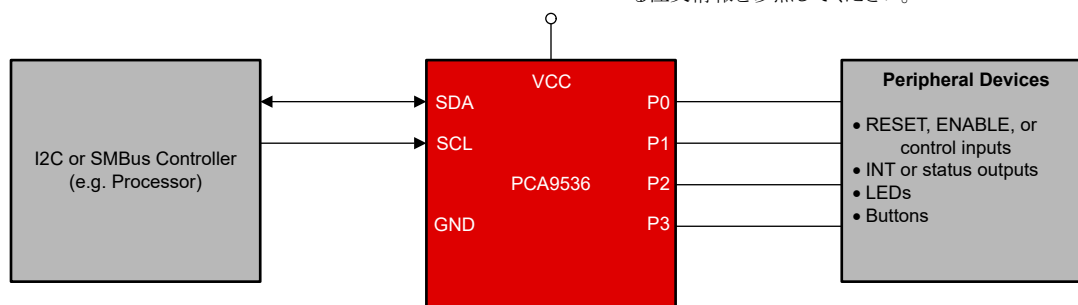 VCC
SDA
SCL
PCA9536
GND
P0
P1
P2
P3
I2C or SMBus Controller
(e.g. Processor)
Peripheral Devices
• RESET, ENABLE, or
control inputs
• INT or status outputs
• LEDs
• Buttons